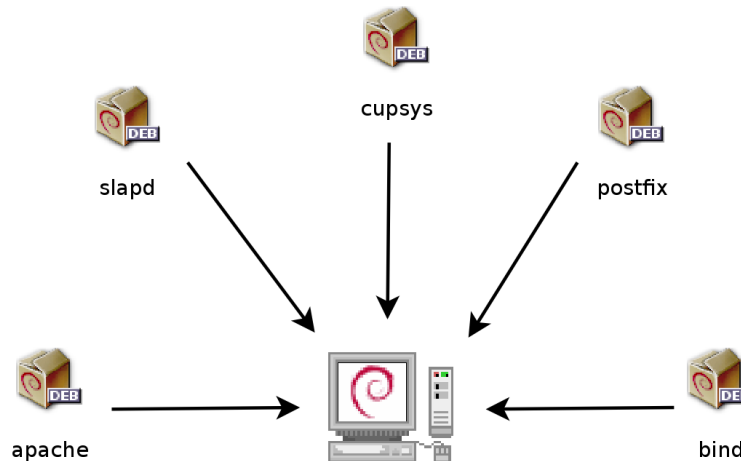 DEB
cupsys
DEB
slapd
DEB
postfix
DEB
apache
DEB
bind